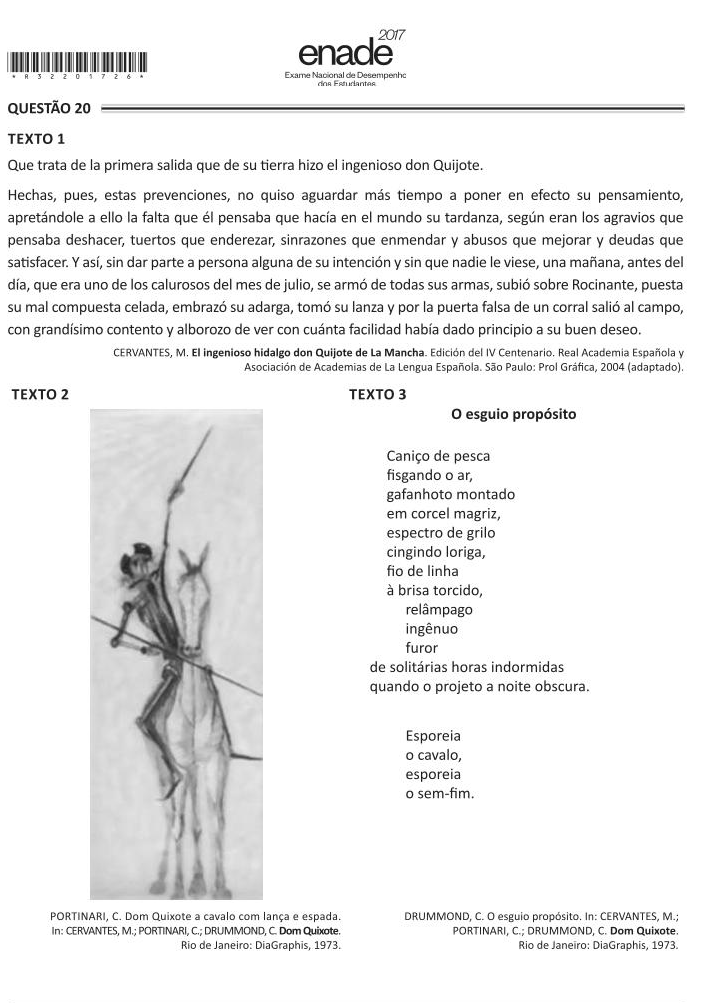 2017
enade
Exame Nacional de Desempenho
dos Estudantes
*R3220172 6*
QUESTÃO 20
TEXTO 1
Que trata de la primera salida que de su tierra hizo el ingenioso don Quijote.
Hechas, pues, estas prevenciones, no quiso aguardar más tiempo a poner en efecto su pensamiento,
apretándole a ello la falta que él pensaba que hacía en el mundo su tardanza, según eran los agravios que
pensaba deshacer, tuertos que enderezar, sinrazones que enmendar y abusos que mejorar y deudas que
satisfacer. Y así, sin dar parte a persona alguna de su intención y sin que nadie le viese, una mañana, antes del
día, que era uno de los calurosos del mes de julio, se armó de todas sus armas, subió sobre Rocinante, puesta
su mal compuesta celada, embrazó su adarga, tomó su lanza y por la puerta falsa de un corral salió al campo,
con grandísimo contento y alborozo de ver con cuánta facilidad había dado principio a su buen deseo.
CERVANTES, M. El ingenioso hidalgo don Quijote de La Mancha. Edición del IV Centenario. Real Academia Española y
Asociación de Academias de La Lengua Española. São Paulo: Prol Gráfica, 2004 (adaptado).
TEXTO 2
PORTINARI, C. Dom Quixote a cavalo com lança e espada.
In: CERVANTES, M.; PORTINARI, C.; DRUMMOND, C. Dom Quixote.
Rio de Janeiro: DiaGraphis, 1973.
TEXTO 3
O esguio propósito
Caniço de pesca
fisgando o ar,
gafanhoto montado
em corcel magriz,
espectro de grilo
cingindo loriga,
fio de linha
à brisa torcido,
relâmpago
ingênuo
furor
de solitárias horas indormidas
quando o projeto a noite obscura.
Esporeia
o cavalo,
esporeia
o sem-fim.
DRUMMOND, C. O esguio propósito. In: CERVANTES, M.;
PORTINARI, C.; DRUMMOND, C. Dom Quixote.
Rio de Janeiro: DiaGraphis, 1973.